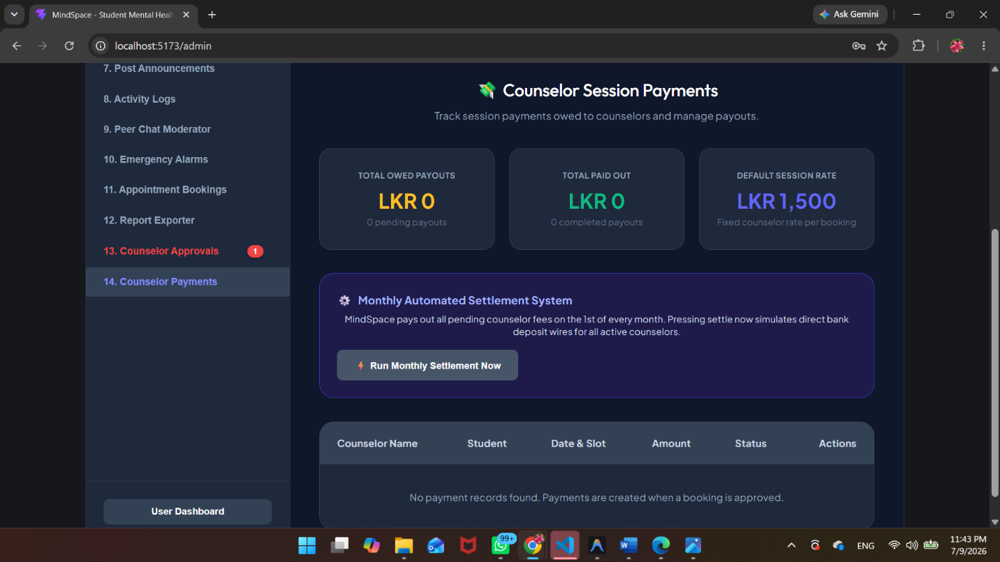 MindSpace - Student Mental Heal
Ask Gemini
localhost:5173/admin
7. Post Announcements
8. Activity Logs
9. Peer Chat Moderator
10. Emergency Alarms
11. Appointment Bookings
12. Report Exporter
13. Counselor Approvals 1
14. Counselor Payments
User Dashboard
Counselor Session Payments
Track session payments owed to counselors and manage payouts.
TOTAL OWED PAYOUTS
LKR 0
0 pending payouts
TOTAL PAID OUT
LKR 0
0 completed payouts
DEFAULT SESSION RATE
LKR 1,500
Fixed counselor rate per booking
Monthly Automated Settlement System
MindSpace pays out all pending counselor fees on the 1st of every month. Pressing settle now simulates direct bank
deposit wires for all active counselors.
Run Monthly Settlement Now
Counselor Name Student Date & Slot Amount Status Actions
No payment records found. Payments are created when a booking is approved.
99+
W
ENG
11:43 PM
7/9/2026